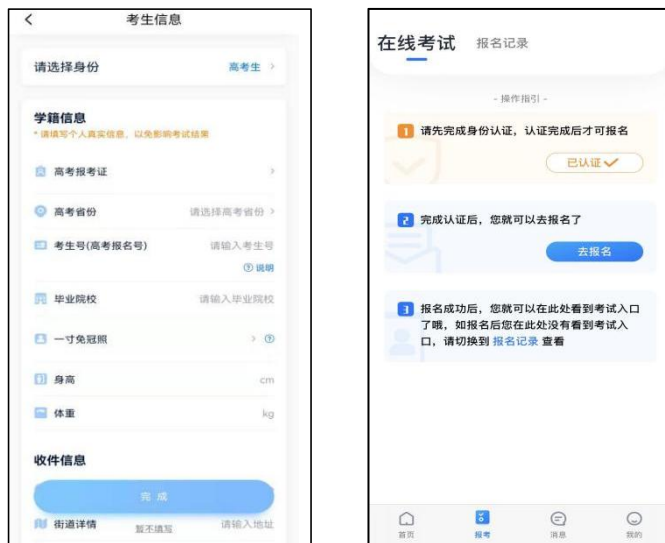 考生信息
请选择身份
高考生
学籍信息
* 请填写个人真实信息，以免影响考试结果
高考报考证
高考省份
请选择高考省份
考生号(高考报名号)
请输入考生号
说明
毕业院校
请输入毕业院校
一寸免冠照
身高
cm
体重
kg
收件信息
完成
街道详情
暂不填写
请输入地址
在线考试
报名记录
- 操作指引 -
1 请先完成身份认证，认证完成后才可报名
已认证
2 完成认证后，您就可以去报名了
去报名
3 报名成功后，您就可以在此处看到考试入口
了哦，如报名后您在此处没有看到考试入
口，请切换到 报名记录 查看
首页
报考
消息
我的